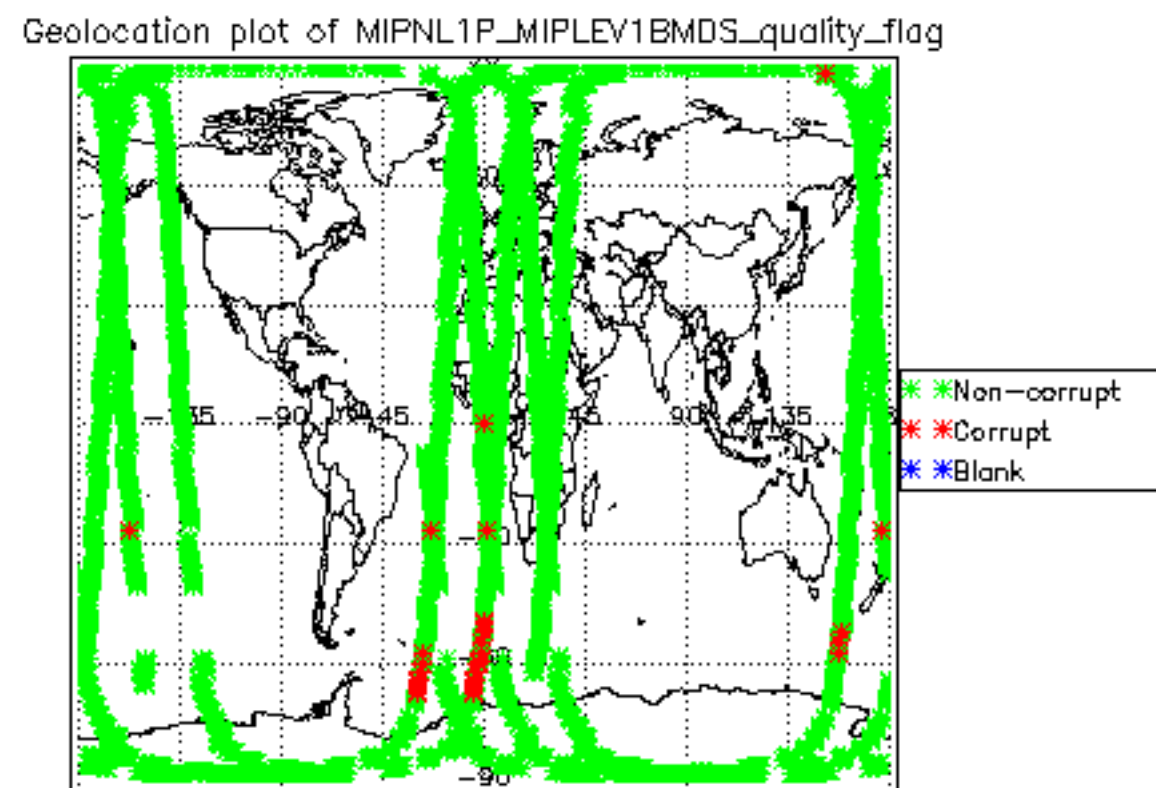 Geolocation plot of MIPNL1P_MIPLEV1BMDS_quality_flag
-135 -90 45 45 90 135
Non-corrupt
Corrupt
Blank
-90